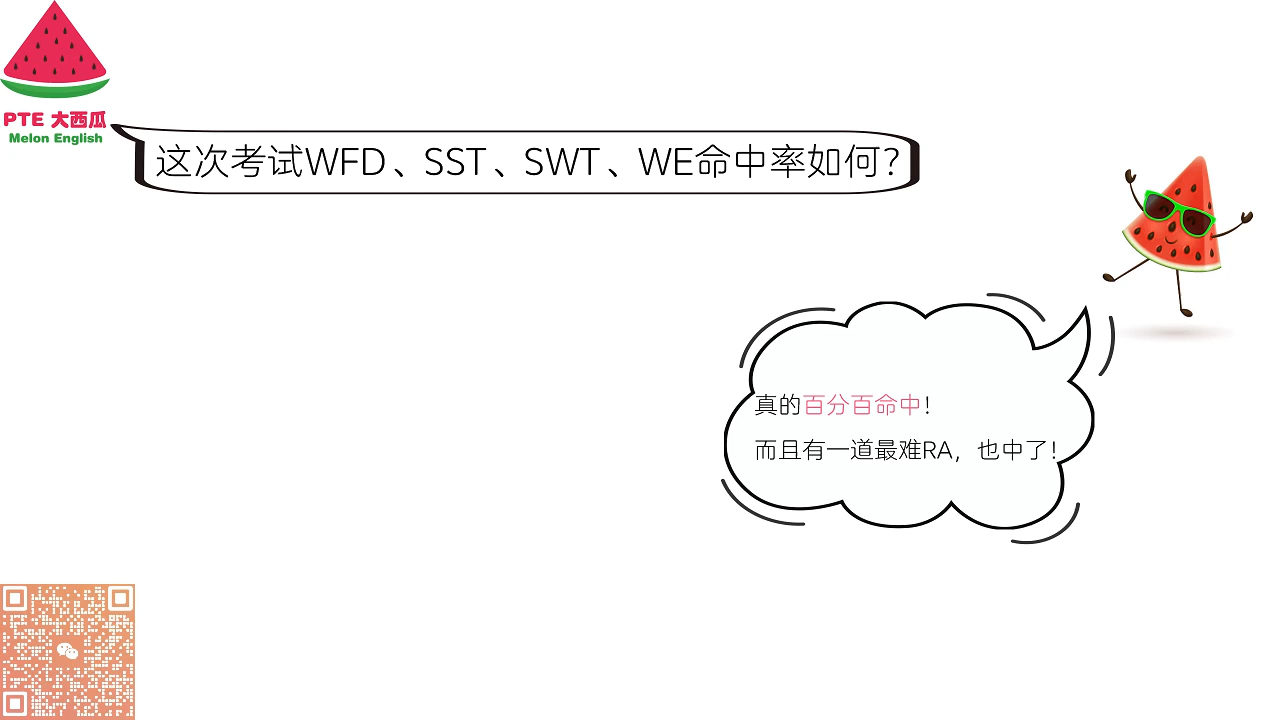 PTE 大西瓜
Melon English
这次考试WFD、SST、SWT、WE命中率如何？
真的百分百命中！
而且有一道最难RA，也中了！